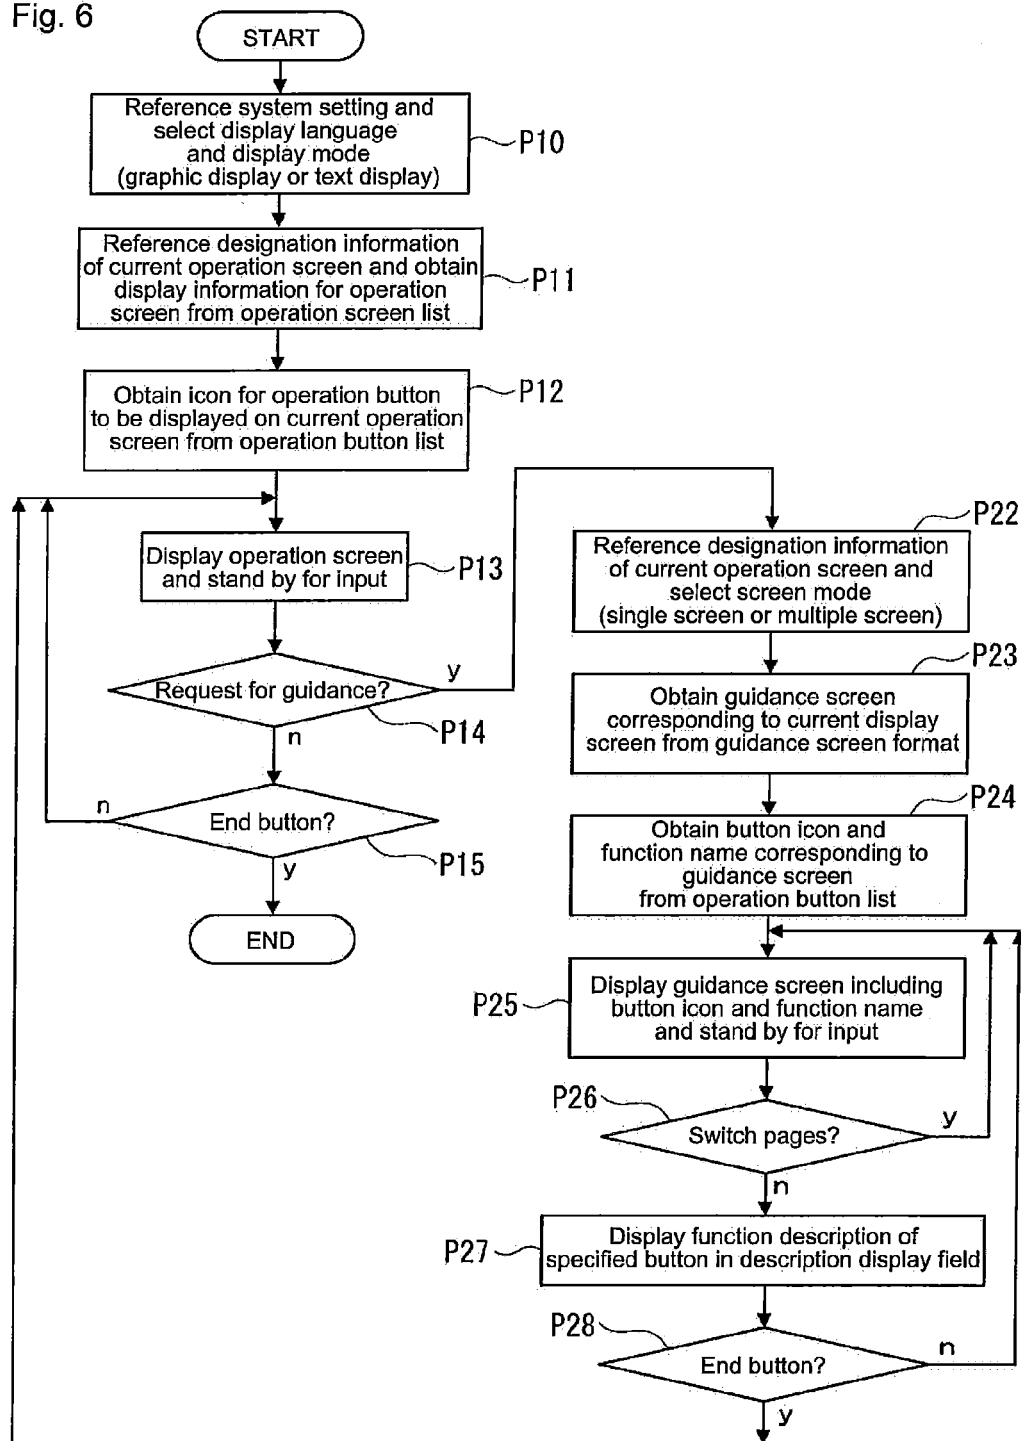 Fig. 6
START
Reference system setting and
select display language
and display mode
(graphic display or text display)
P10
Reference designation information
of current operation screen and obtain
display information for operation
screen from operation screen list
P11
Obtain icon for operation button
to be displayed on current operation
screen from operation button list
P12
Display operation screen
and stand by for input
P13
Request for guidance?
y
P14
n
End button?
n
P15
y
END
P22
Reference designation information
of current operation screen and
select screen mode
(single screen or multiple screen)
P23
Obtain guidance screen
corresponding to current display
screen from guidance screen format
P24
Obtain button icon and
function name corresponding to
guidance screen
from operation button list
P25
Display guidance screen including
button icon and function name
and stand by for input
P26
Switch pages?
y
n
P27
Display function description of
specified button in description display field
P28
End button?
n
y